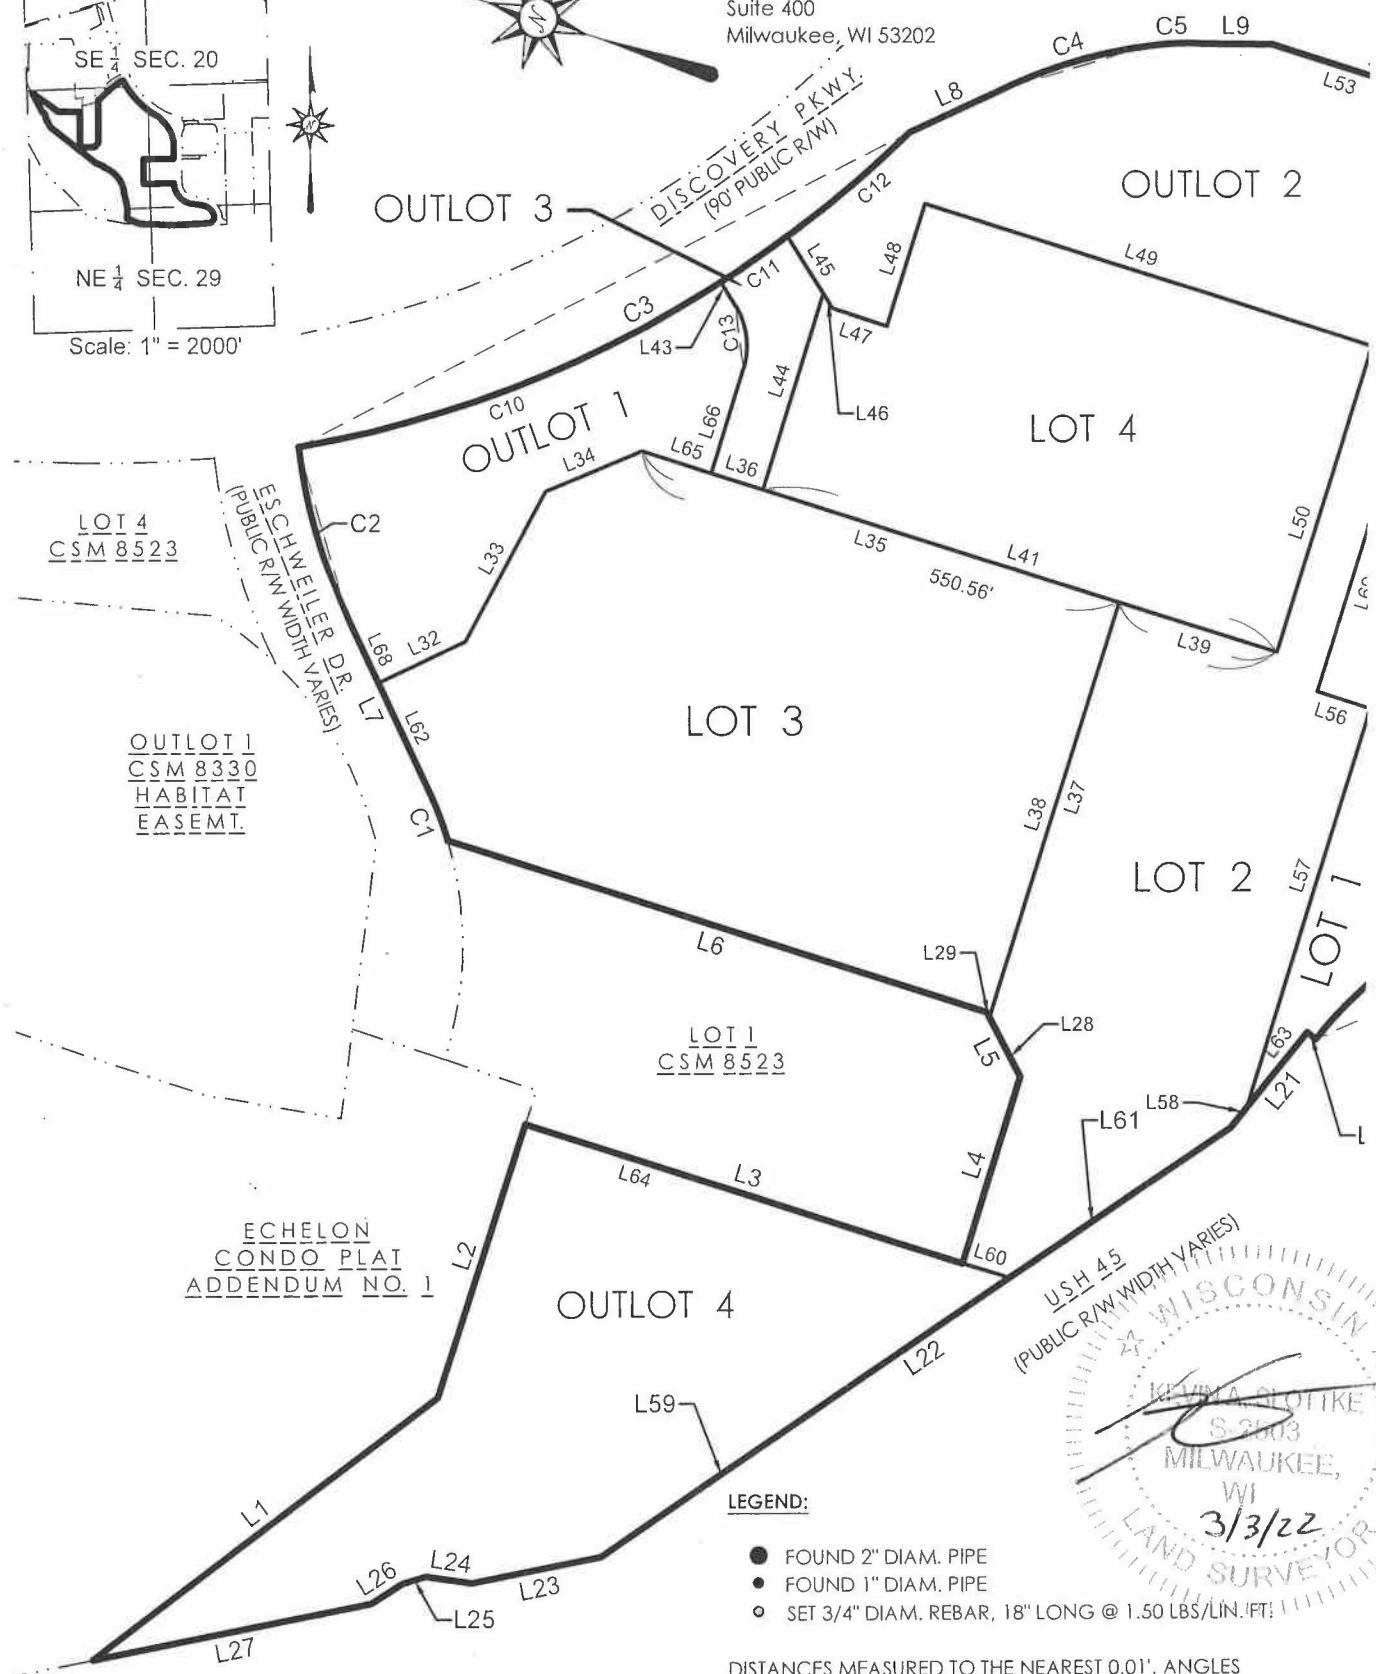 Suite 400
Milwaukee, WI 53202
SE 1/4 SEC. 20
NE 1/4 SEC. 29
Scale: 1" = 2000'
N
N
DISCOVERY PKWY.
(90' PUBLIC R/W)
C5
L9
C4
L53
L8
OUTLOT 2
OUTLOT 3
C12
C11
L45
L48
L49
C3
L43
C13
L47
L46
L44
C10
OUTLOT 1
L66
L65
L36
L34
LOT 4
L50
LOT 4
CSM 8523
ESCHWEILER DR.
(PUBLIC R/W WIDTH VARIES)
C2
L33
L35
L41
550.56'
L39
L68
L32
L7
L62
L56
OUTLOT 1
CSM 8330
HABITAT
EASEMT.
LOT 3
C1
L38
L37
LOT 2
L57
LOT 1
L6
L29
L28
L5
LOT 1
CSM 8523
L63
L21
L58
L61
L4
L64
L3
L60
ECHELON
CONDO PLAT
ADDENDUM NO. 1
L2
OUTLOT 4
USH 45
(PUBLIC R/W WIDTH VARIES)
L22
L59
L1
L24
L26
L23
L25
L27
WISCONSIN
KEVIN A. SLOTTKE
S-2503
MILWAUKEE,
WI
3/3/22
LAND SURVEYOR
LEGEND:
FOUND 2" DIAM. PIPE
FOUND 1" DIAM. PIPE
SET 3/4" DIAM. REBAR, 18" LONG @ 1.50 LBS/LIN. FT.
DISTANCES MEASURED TO THE NEAREST 0.01'. ANGLES